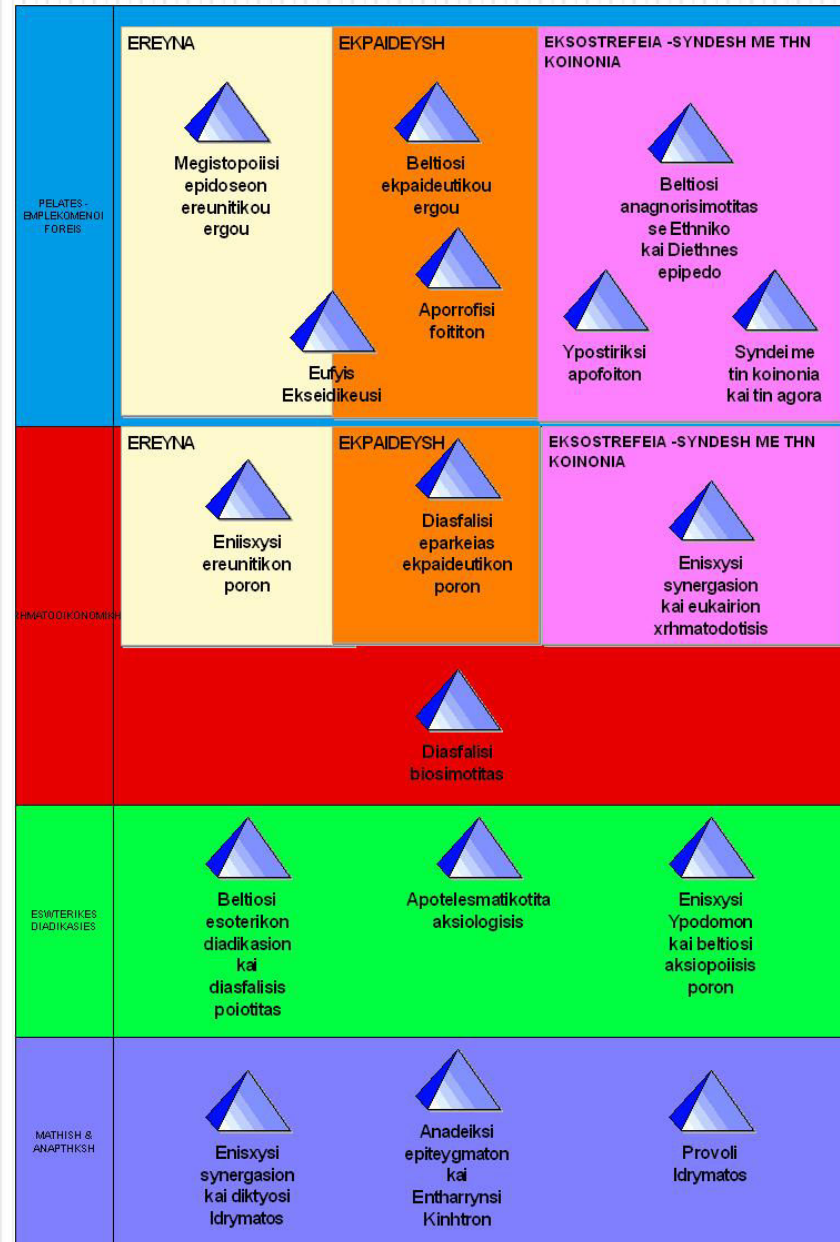 PELATES -
EMPLEKOMENOI
FOREIS
EREYNA
Megistopoiisi
epidoseon
ereunitikou
ergou
EKPAIDEYSH
Beltiosi
ekpaideutikou
ergou
Aporrofisi
foititon
Eufyis
Ekseidikeusi
EKSOSTREFEIA -SYNDESH ME THN
KOINONIA
Beltiosi
anagnorisimotitas
se Ethniko
kai Diethnes
epipedo
Ypostiriksi
apofoiton
Syndei me
tin koinonia
kai tin agora
RHMATOOIKONOMIKH
EREYNA
Eniisxysi
ereunitikon
poron
EKPAIDEYSH
Diasfalisi
eparkeias
ekpaideutikon
poron
EKSOSTREFEIA -SYNDESH ME THN
KOINONIA
Enisxysi
synergasion
kai eukairion
xrhmatodotisis
Diasfalisi
biosimotitas
ESWTERIKES
DIADIKASIES
Beltiosi
esoterikon
diadikasion
kai
diasfalisis
poiotitas
Apotelesmatikotita
aksiologisis
Enisxysi
Ypodomon
kai beltiosi
aksiopoiisis
poron
MATHISH &
ANAPTHKSH
Enisxysi
synergasion
kai diktyosi
Idrymatos
Anadeiksi
epiteygmaton
kai
Entharrynsi
Kinhtron
Provoli
Idrymatos